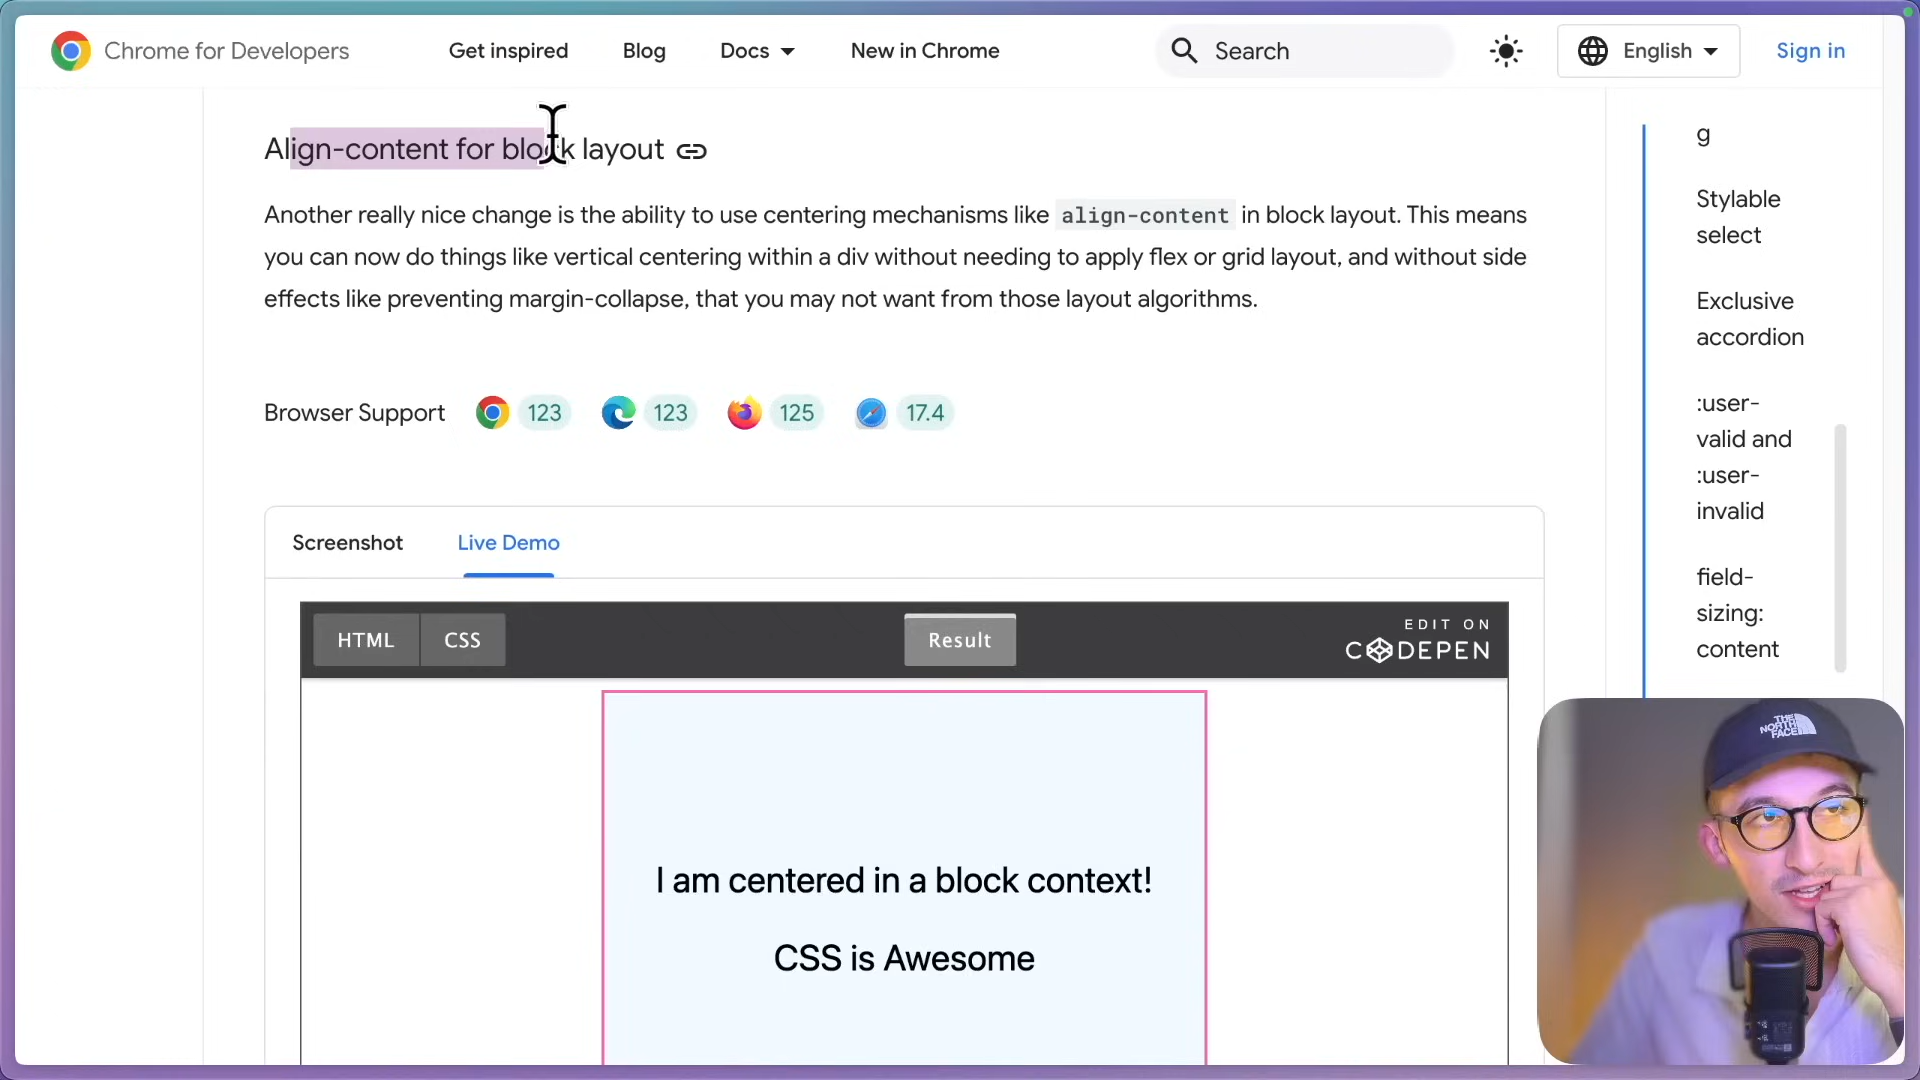 Chrome for Developers
Get inspired
Blog
Docs
New in Chrome
Search
English
Sign in
Align-content for block layout
Another really nice change is the ability to use centering mechanisms like align-content in block layout. This means
you can now do things like vertical centering within a div without needing to apply flex or grid layout, and without side
effects like preventing margin-collapse, that you may not want from those layout algorithms.
Browser Support
123
123
125
17.4
Screenshot
Live Demo
HTML
CSS
Result
EDIT ON
CODEPEN
I am centered in a block context!
CSS is Awesome
g
Stylable
select
Exclusive
accordion
:user-
valid and
:user-
invalid
field-
sizing:
content
THE
NORTH
FACE